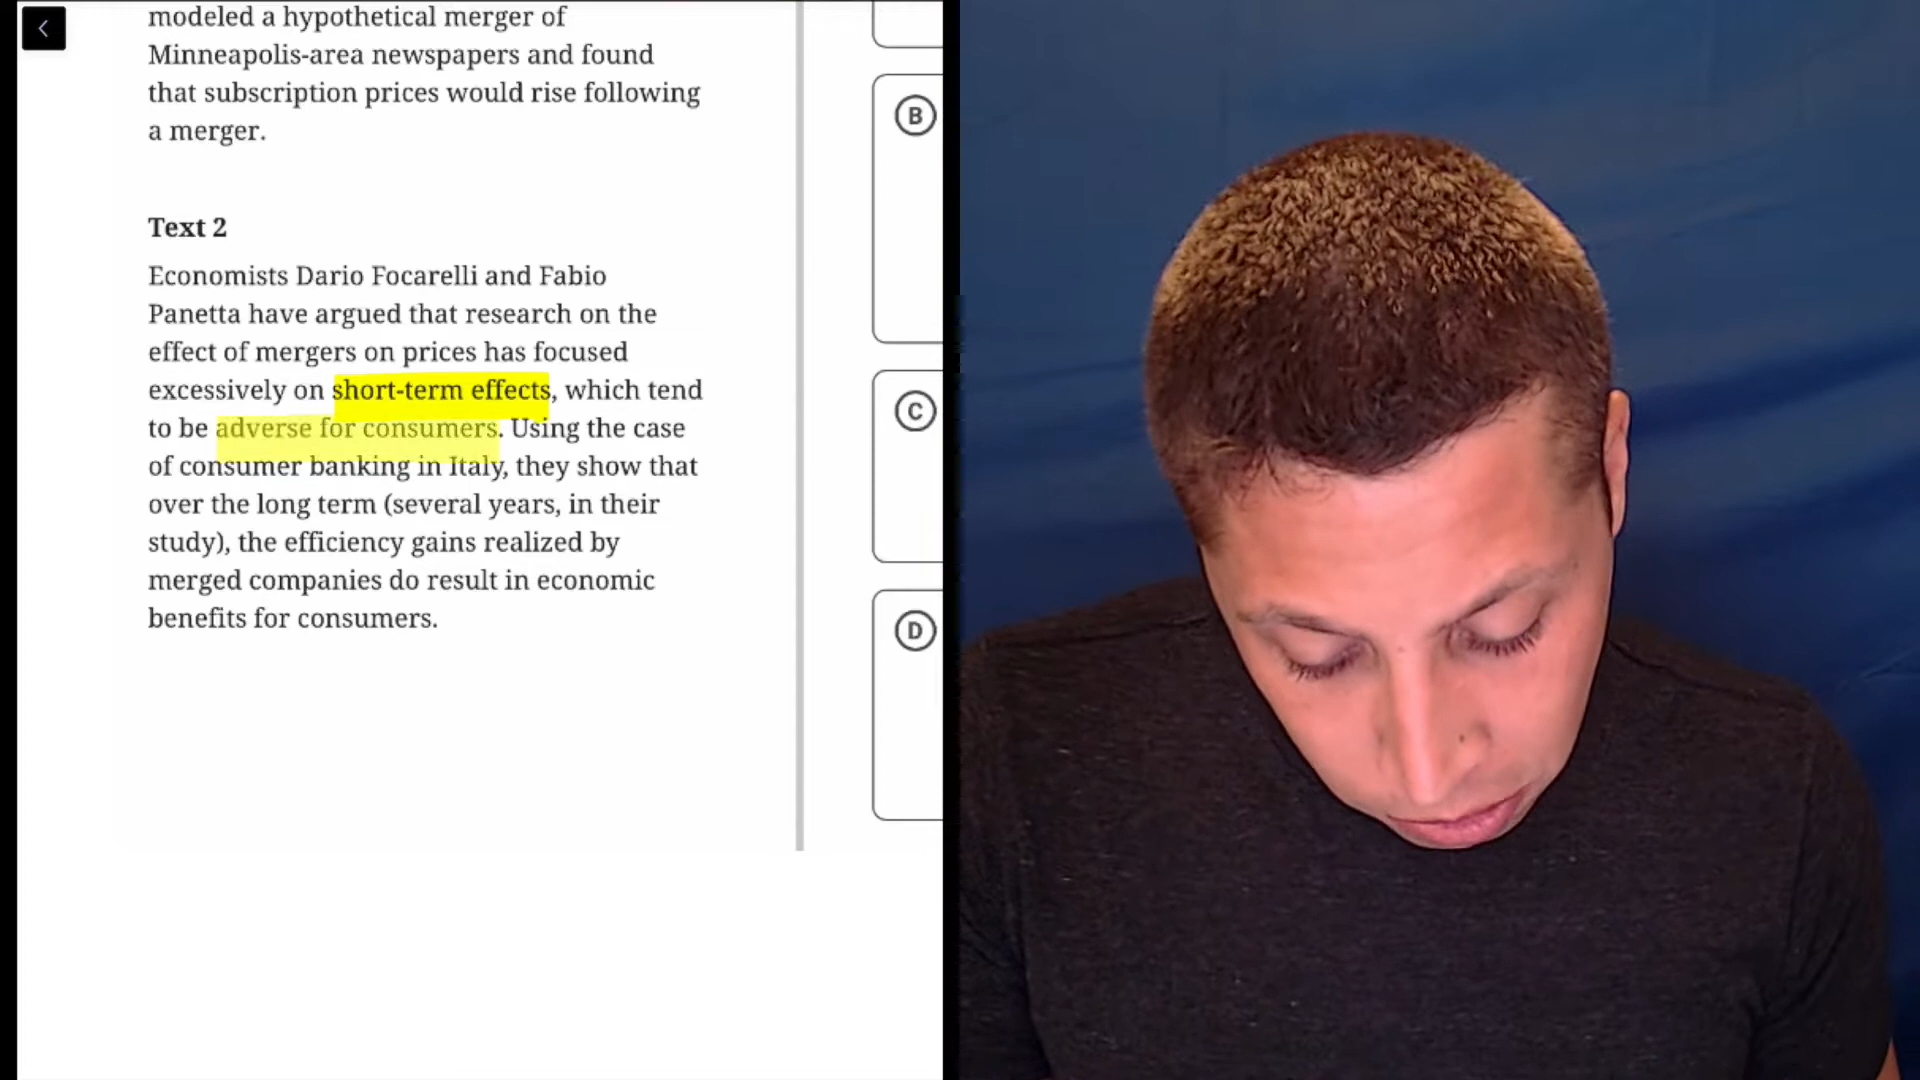 modeled a hypothetical merger of
Minneapolis-area newspapers and found
that subscription prices would rise following
a merger.
Text 2
Economists Dario Focarelli and Fabio
Panetta have argued that research on the
effect of mergers on prices has focused
excessively on short-term effects, which tend
to be adverse for consumers. Using the case
of consumer banking in Italy, they show that
over the long term (several years, in their
study), the efficiency gains realized by
merged companies do result in economic
benefits for consumers.
B
C
D